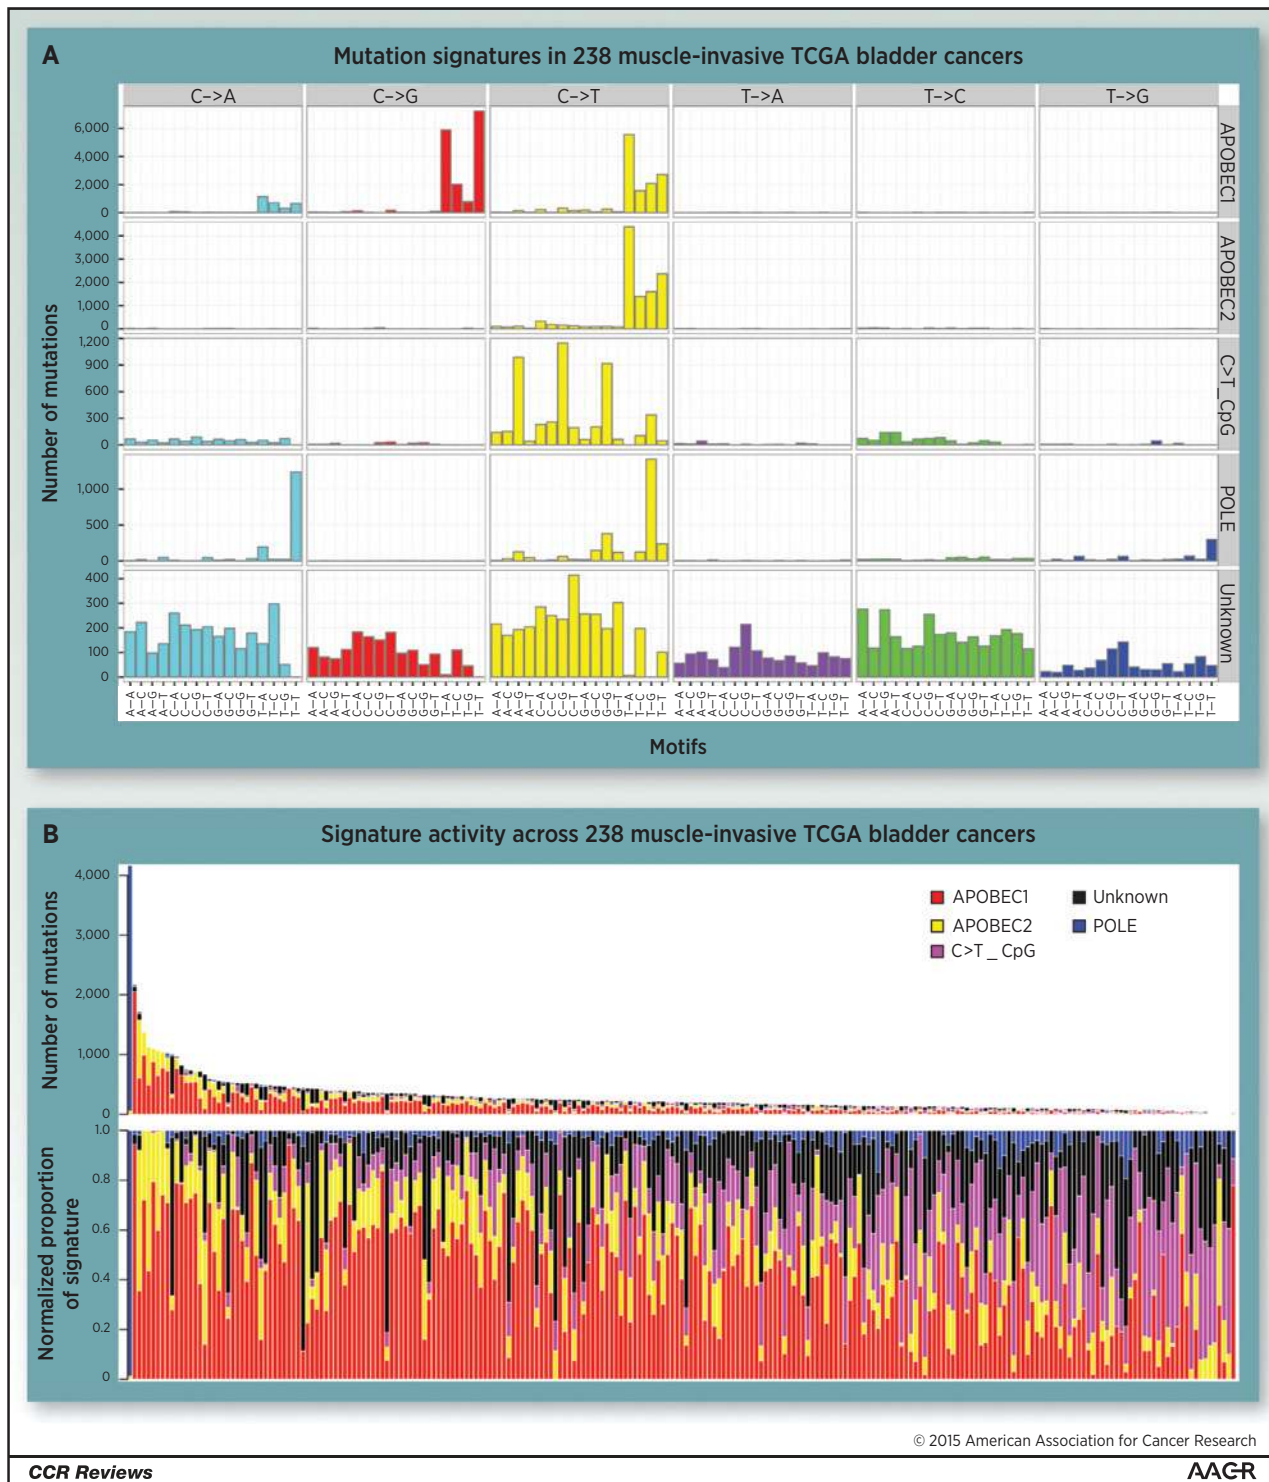 A
Mutation signatures in 238 muscle-invasive TCGA bladder cancers
C->A C->G C->T T->A T->C T->G
Number of mutations
6,000
4,000
2,000
0
APOBEC1
4,000
3,000
2,000
1,000
0
APOBEC2
1,200
900
600
300
0
C>T_CpG
1,000
500
0
POLE
400
300
200
100
0
Unknown
Motifs
B
Signature activity across 238 muscle-invasive TCGA bladder cancers
Number of mutations
4,000
3,000
2,000
1,000
0
APOBEC1
APOBEC2
C>T_CpG
Unknown
POLE
Normalized proportion
of signature
1.0
0.8
0.6
0.4
0.2
0
© 2015 American Association for Cancer Research
CCR Reviews
AACR